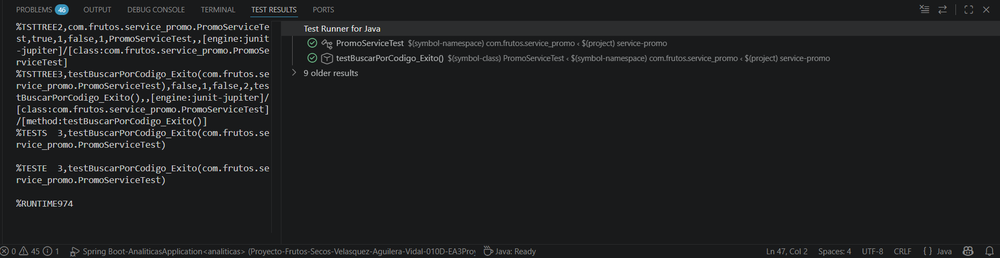 PROBLEMS 46 OUTPUT DEBUG CONSOLE TERMINAL TEST RESULTS PORTS
%TSTTREE2,com.frutos.service_promo.PromoServiceTe
st,true,1,false,1,PromoServiceTest,,[engine:junit
-jupiter]/[class:com.frutos.service_promo.PromoSe
rviceTest]
%TSTTREE3,testBuscarPorCodigo_Exito(com.frutos.se
rvice_promo.PromoServiceTest),false,1,false,2,tes
tBuscarPorCodigo_Exito(),,[engine:junit-jupiter]/
[class:com.frutos.service_promo.PromoServiceTest]
/[method:testBuscarPorCodigo_Exito()]
%TESTS  3,testBuscarPorCodigo_Exito(com.frutos.se
rvice_promo.PromoServiceTest)
%TESTE  3,testBuscarPorCodigo_Exito(com.frutos.se
rvice_promo.PromoServiceTest)
%RUNTIME974
Test Runner for Java
PromoServiceTest $(symbol-namespace) com.frutos.service_promo ‹ $(project) service-promo
testBuscarPorCodigo_Exito() $(symbol-class) PromoServiceTest ‹ $(symbol-namespace) com.frutos.service_promo ‹ $(project) service-promo
9 older results
0 45 1 Spring Boot-AnaliticasApplication<analiticas> (Proyecto-Frutos-Secos-Velasquez-Aguilera-Vidal-010D-EA3Proy Java: Ready Ln 47, Col 2 Spaces: 4 UTF-8 CRLF {} Java